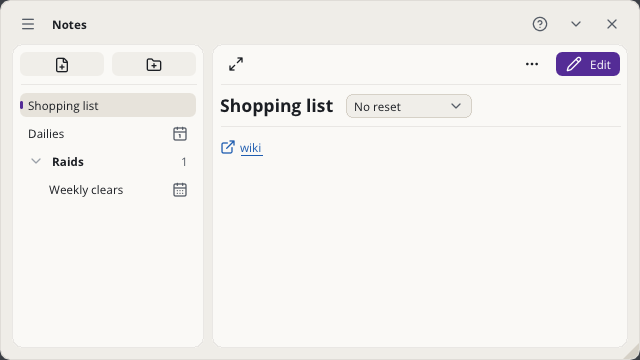 Notes
Edit
Shopping list
Dailies
Raids 1
Weekly clears
Shopping list No reset
wiki